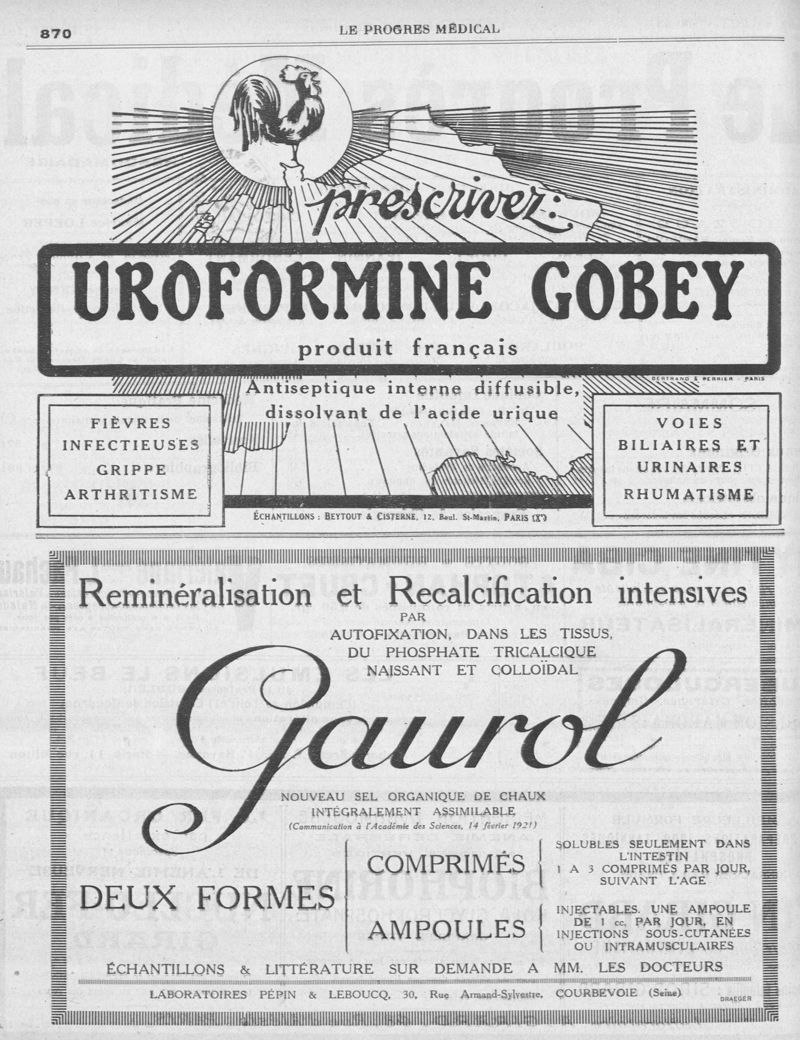 870
LE PROGRES MÉDICAL
prescrivez:
UROFORMINE GOBEY
produit français
BERTRAND & PERRIER - PARIS
Antiseptique interne diffusible,
dissolvant de l'acide urique
FIÈVRES
INFECTIEUSES
GRIPPE
ARTHRITISME
VOIES
BILIAIRES ET
URINAIRES
RHUMATISME
ÉCHANTILLONS : BEYTOUT & CISTERNE, 12, Boul. St-Martin, PARIS (Xe)
Reminéralisation et Recalcification intensives
PAR
AUTOFIXATION, DANS LES TISSUS,
DU PHOSPHATE TRICALCIQUE
NAISSANT ET COLLOÏDAL
Gaurol
NOUVEAU SEL ORGANIQUE DE CHAUX
INTÉGRALEMENT ASSIMILABLE
(Communication à l'Académie des Sciences, 14 février 1921)
DEUX FORMES
COMPRIMÉS
SOLUBLES SEULEMENT DANS
L'INTESTIN
1 A 3 COMPRIMÉS PAR JOUR,
SUIVANT L'AGE
AMPOULES
INJECTABLES. UNE AMPOULE
DE 1 cc. PAR JOUR, EN
INJECTIONS SOUS-CUTANÉES
OU INTRAMUSCULAIRES
ÉCHANTILLONS & LITTÉRATURE SUR DEMANDE A MM. LES DOCTEURS
LABORATOIRES PÉPIN & LEBOUCQ, 30, Rue Armand-Sylvestre, COURBEVOIE (Seine)
DRAEGER